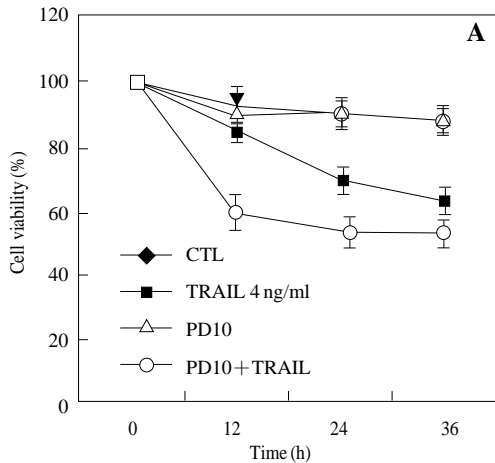 120
A
100
80
60
40
20
0
Cell viability (%)
CTL
TRAIL 4 ng/ml
PD10
PD10+TRAIL
0 12 24 36
Time (h)